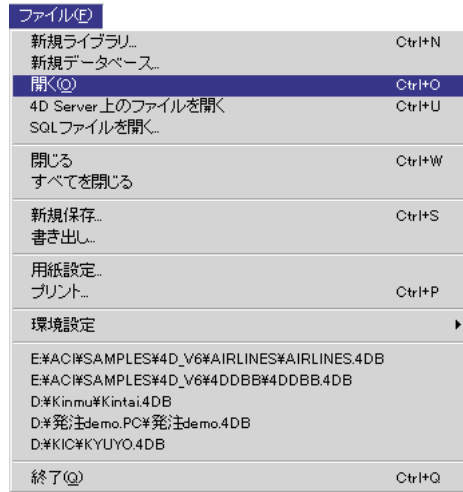 ファイル(F)
新規ライブラリ... Ctrl+N
新規データベース...
開く(O) Ctrl+O
4D Server上のファイルを開く Ctrl+U
SQLファイルを開く...
閉じる Ctrl+W
すべてを閉じる
新規保存... Ctrl+S
書き出し...
用紙設定...
プリント... Ctrl+P
環境設定
E:¥ACI¥SAMPLES¥4D_V6¥AIRLINES¥AIRLINES.4DB
E:¥ACI¥SAMPLES¥4D_V6¥4DDBB¥4DDBB.4DB
D:¥Kinmu¥Kintai.4DB
D:¥発注demo.PC¥発注demo.4DB
D:¥KIC¥KYUYO.4DB
終了(Q) Ctrl+Q